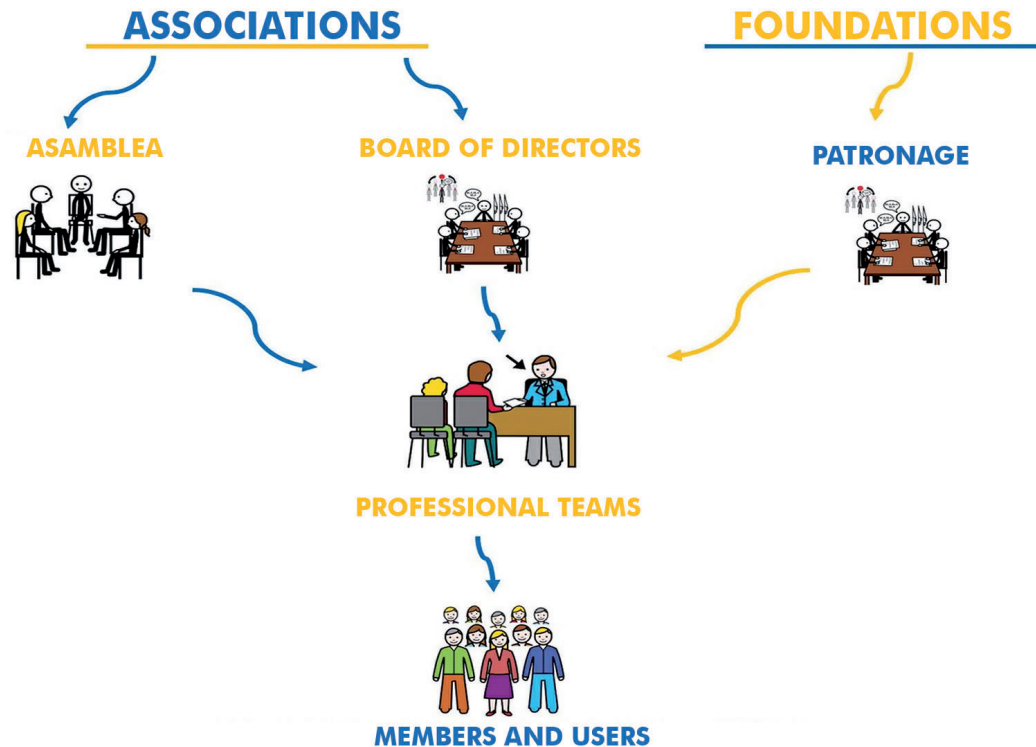 ASSOCIATIONS
FOUNDATIONS
ASAMBLEA
BOARD OF DIRECTORS
PATRONAGE
PROFESSIONAL TEAMS
MEMBERS AND USERS